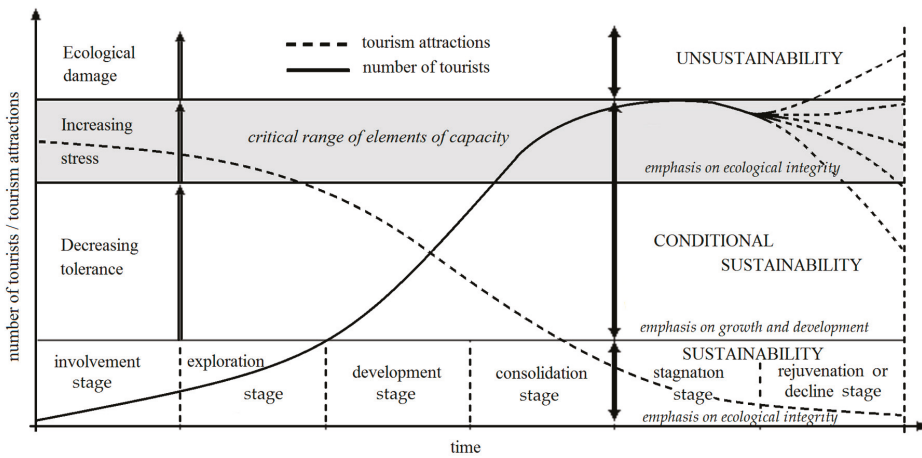 number of tourists / tourism attractions
Ecological
damage
tourism attractions
number of tourists
UNSUSTAINABILITY
Increasing
stress
critical range of elements of capacity
emphasis on ecological integrity
Decreasing
tolerance
CONDITIONAL
SUSTAINABILITY
emphasis on growth and development
SUSTAINABILITY
involvement
stage
exploration
stage
development
stage
consolidation
stage
stagnation
stage
rejuvenation or
decline stage
emphasis on ecological integrity
time